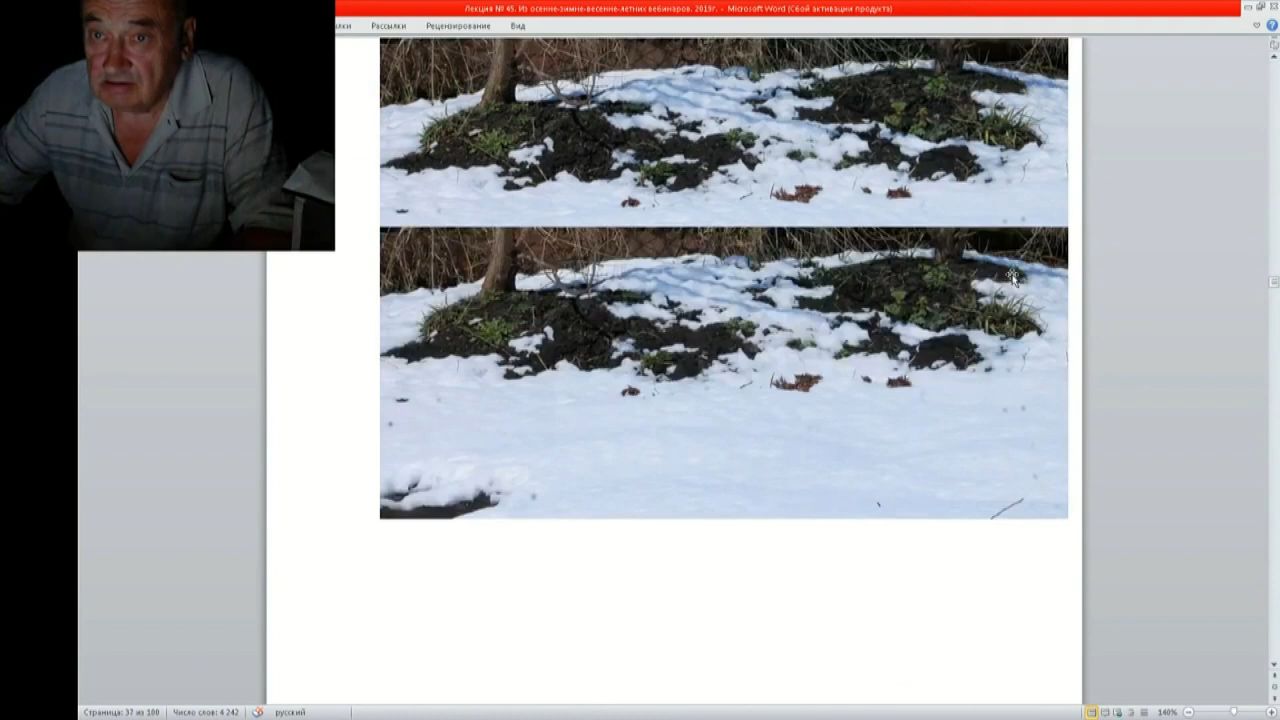 Лекция № 45. Из осенне-зимне-весенне-летних вебинаров. 2019г. - Microsoft Word (Сбой активации продукта)
Рассылки Рецензирование Вид
Страница: 37 из 100 Число слов: 4 242 русский 140%